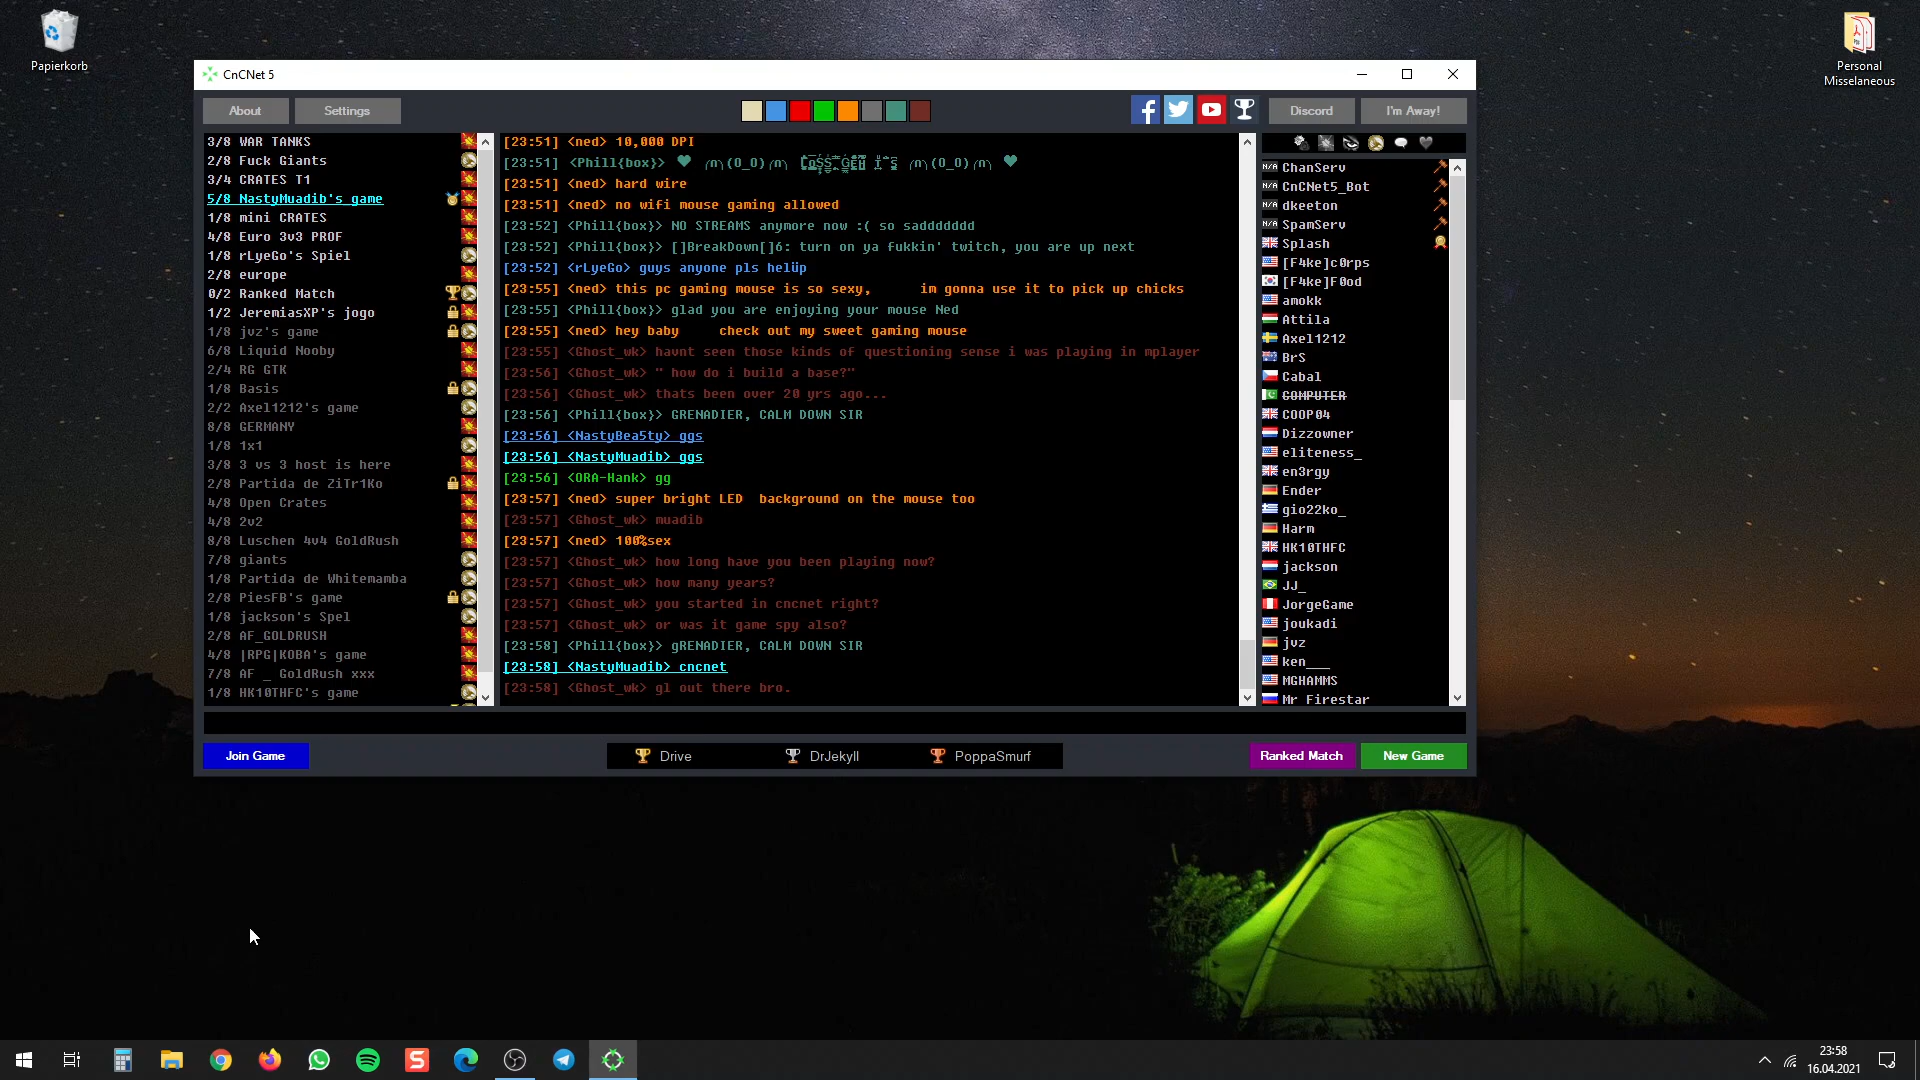 Papierkorb
Personal
Misselaneous
CnCNet 5
About
Settings
Discord
I'm Away!
3/8 WAR TANKS
2/8 Fuck Giants
3/4 CRATES T1
5/8 NastyMuadib's game
1/8 mini CRATES
4/8 Euro 3v3 PROF
1/8 rLyeGo's Spiel
2/8 europe
0/2 Ranked Match
1/2 JeremiasXP's jogo
1/8 jvz's game
6/8 Liquid Nooby
2/4 RG GTK
1/8 Basis
2/2 Axel1212's game
8/8 GERMANY
1/8 1x1
3/8 3 vs 3 host is here
2/8 Partida de ZiTr1Ko
4/8 Open Crates
4/8 2v2
8/8 Luschen 4v4 GoldRush
7/8 giants
1/8 Partida de Whitemamba
2/8 PiesFB's game
1/8 jackson's Spel
2/8 AF_GOLDRUSH
4/8 |RPG|KOBA's game
7/8 AF _ GoldRush xxx
1/8 HK10THFC's game
[23:51] <ned> 10,000 DPI
[23:51] <Phill{box}>
[23:51] <ned> hard wire
[23:51] <ned> no wifi mouse gaming allowed
[23:52] <Phill{box}> NO STREAMS anymore now :( so saddddddd
[23:52] <Phill{box}> []BreakDown[]6: turn on ya fukkin' twitch, you are up next
[23:52] <rLyeGo> guys anyone pls helüp
[23:55] <ned> this pc gaming mouse is so sexy, im gonna use it to pick up chicks
[23:55] <Phill{box}> glad you are enjoying your mouse Ned
[23:55] <ned> hey baby check out my sweet gaming mouse
[23:55] <Ghost_wk> havnt seen those kinds of questioning sense i was playing in mplayer
[23:56] <Ghost_wk> " how do i build a base?"
[23:56] <Ghost_wk> thats been over 20 yrs ago...
[23:56] <Phill{box}> GRENADIER, CALM DOWN SIR
[23:56] <NastyBea5ty> ggs
[23:56] <NastyMuadib> ggs
[23:56] <ORA-Hank> gg
[23:57] <ned> super bright LED background on the mouse too
[23:57] <Ghost_wk> muadib
[23:57] <ned> 100%sex
[23:57] <Ghost_wk> how long have you been playing now?
[23:57] <Ghost_wk> how many years?
[23:57] <Ghost_wk> you started in cncnet right?
[23:57] <Ghost_wk> or was it game spy also?
[23:58] <Phill{box}> gRENADIER, CALM DOWN SIR
[23:58] <NastyMuadib> cncnet
[23:58] <Ghost_wk> gl out there bro.
N/A ChanServ
N/A CnCNet5_Bot
N/A dkeeton
N/A SpamServ
Splash
[F4ke]c0rps
[F4ke]F0od
amokk
Attila
Axel1212
BrS
Cabal
COMPUTER
COOP04
Dizzowner
eliteness_
en3rgy
Ender
gio22ko_
Harm
HK10THFC
jackson
JJ_
JorgeGame
joukadi
jvz
ken___
MGHAMMS
Mr_Firestar
Join Game
Drive
DrJekyll
PoppaSmurf
Ranked Match
New Game
23:58
16.04.2021